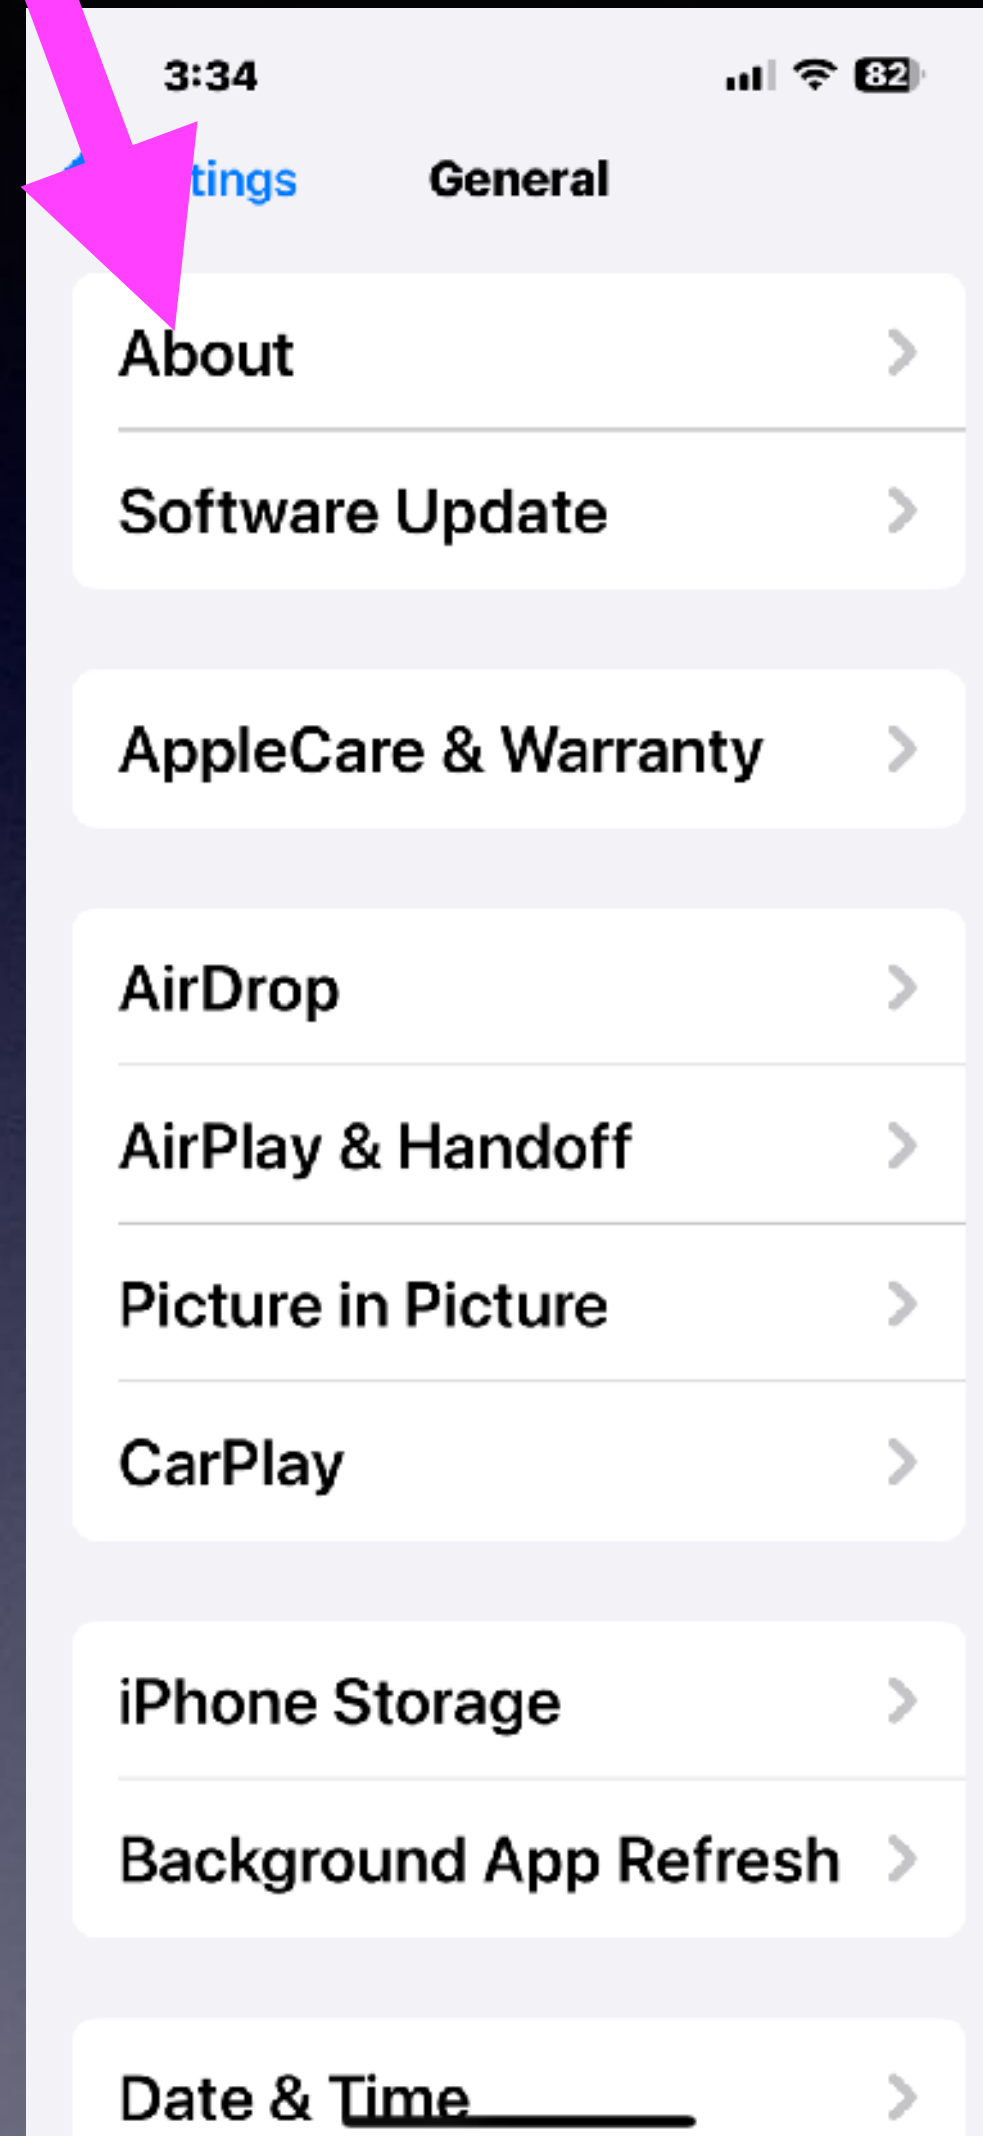 3:34
82
tings
General
About
Software Update
AppleCare & Warranty
AirDrop
AirPlay & Handoff
Picture in Picture
CarPlay
iPhone Storage
Background App Refresh
Date & Time